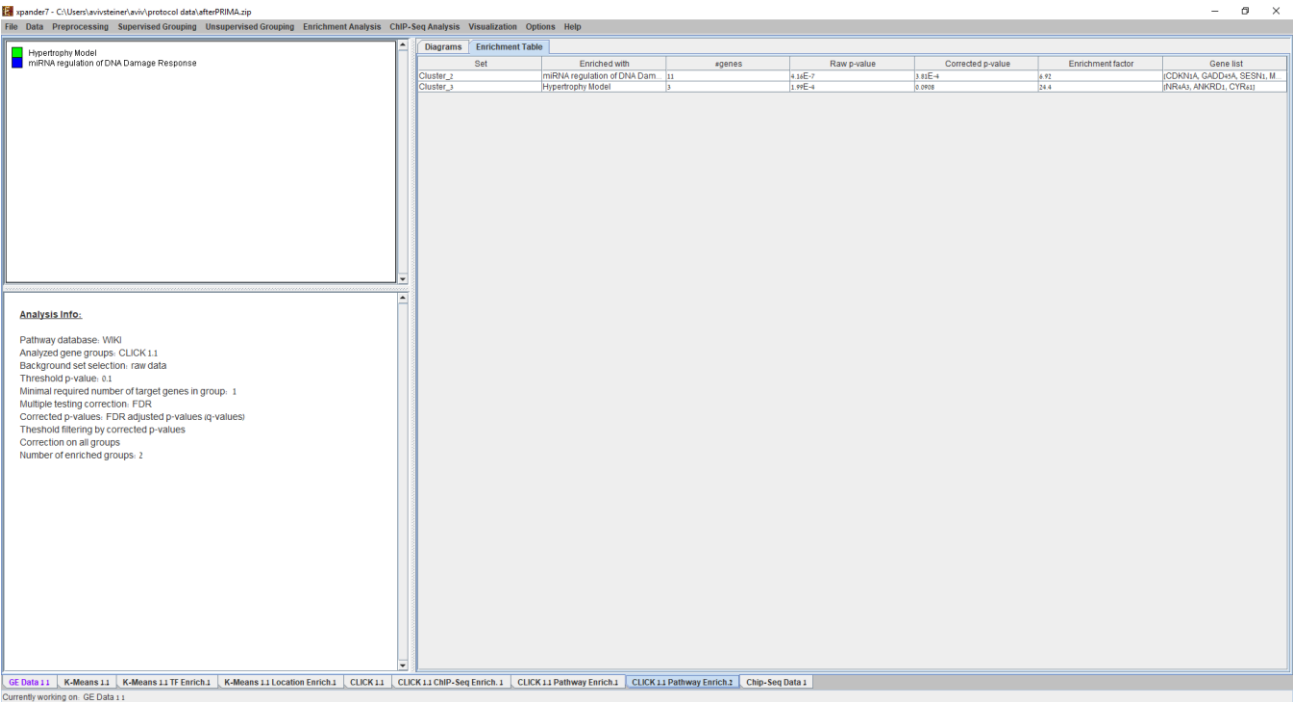 xpander7 - C:\Users\avivsteiner\aviv\protocol data\afterPRIMA.zip
File Data Preprocessing Supervised Grouping Unsupervised Grouping Enrichment Analysis ChIP-Seq Analysis Visualization Options Help
Hypertrophy Model
miRNA regulation of DNA Damage Response
Diagrams Enrichment Table
Set Enriched with #genes Raw p-value Corrected p-value Enrichment factor Gene list
Cluster_2 miRNA regulation of DNA Dam... 11 4.16E-7 3.81E-4 6.92 [CDKN1A, GADD45A, SESN1, M...
Cluster_3 Hypertrophy Model 3 1.99E-4 0.0908 24.4 [NR4A3, ANKRD1, CYR61]
Analysis Info:
Pathway database: WIKI
Analyzed gene groups: CLICK 1.1
Background set selection: raw data
Threshold p-value: 0.1
Minimal required number of target genes in group: 1
Multiple testing correction: FDR
Corrected p-values: FDR adjusted p-values (q-values)
Theshold filtering by corrected p-values
Correction on all groups
Number of enriched groups: 2
GE Data 1.1 K-Means 1.1 K-Means 1.1 TF Enrich.1 K-Means 1.1 Location Enrich.1 CLICK 1.1 CLICK 1.1 ChIP-Seq Enrich. 1 CLICK 1.1 Pathway Enrich.1 CLICK 1.1 Pathway Enrich.2 Chip-Seq Data 1
Currently working on: GE Data 1.1